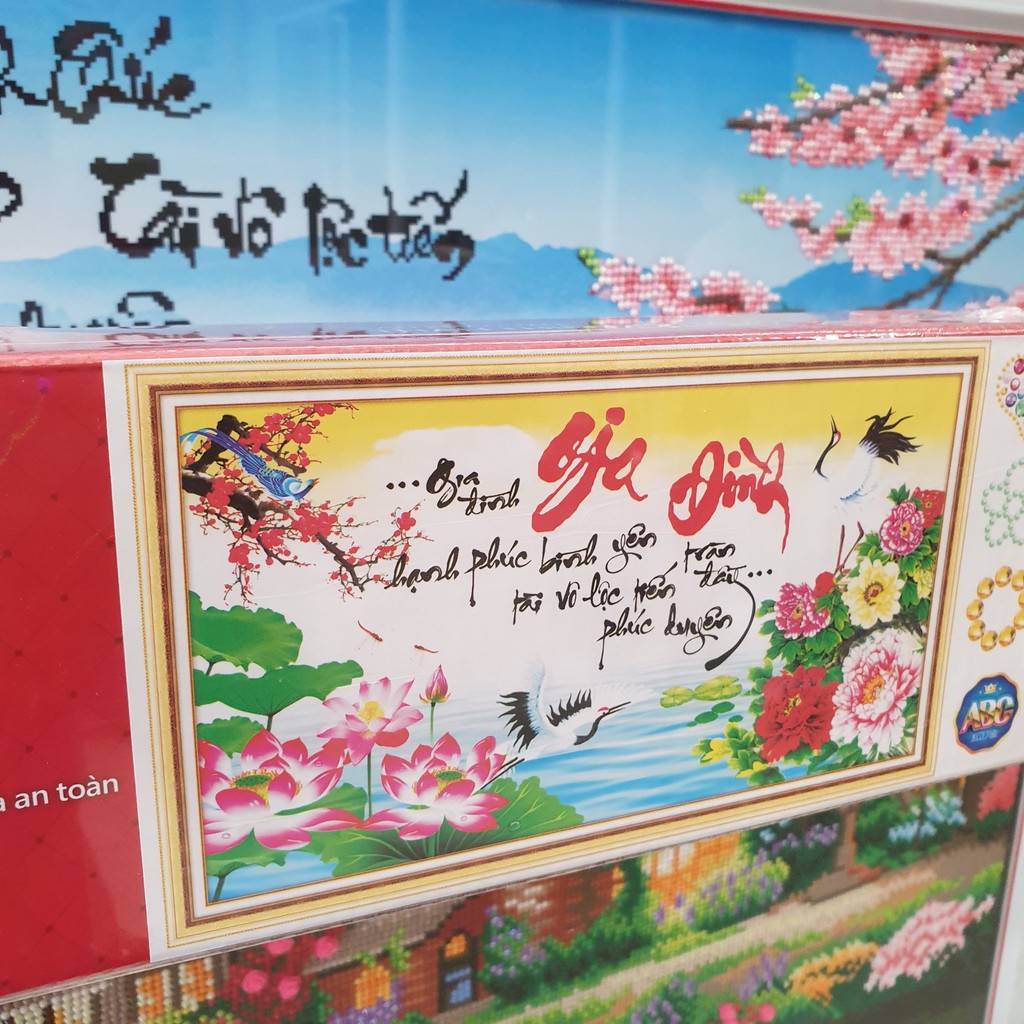 Tài vô lộc tiến
...Gia đình
Gia Đình
hạnh phúc bình yên
tài vô lộc tiến
tràn đầy...
phúc duyên
a an toàn
ABC